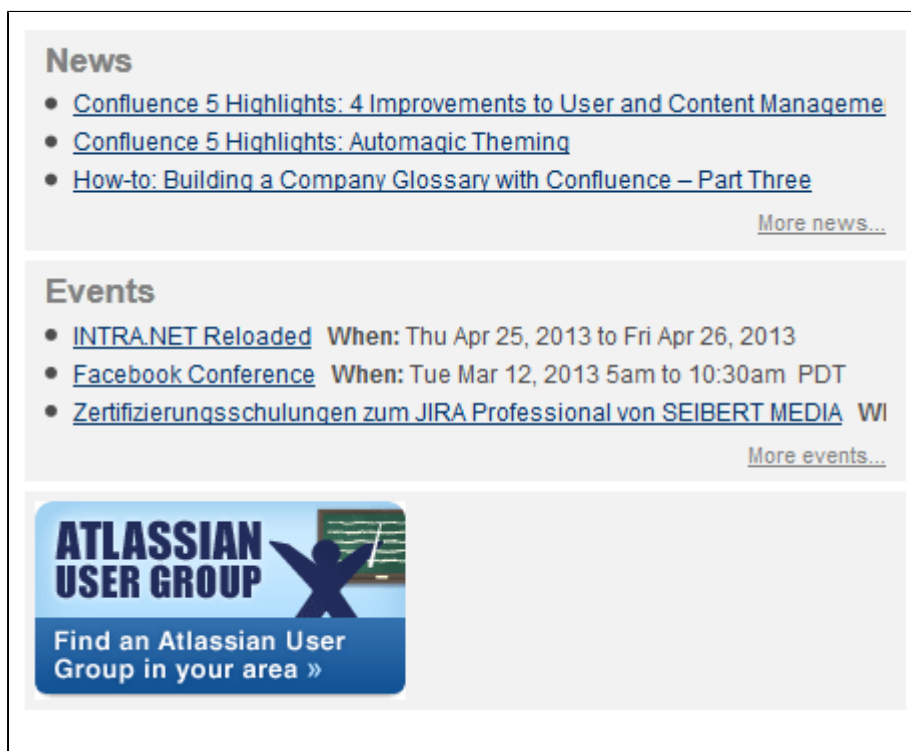 News
Confluence 5 Highlights: 4 Improvements to User and Content Manageme
Confluence 5 Highlights: Automagic Theming
How-to: Building a Company Glossary with Confluence – Part Three
More news...
Events
INTRA.NET Reloaded When: Thu Apr 25, 2013 to Fri Apr 26, 2013
Facebook Conference When: Tue Mar 12, 2013 5am to 10:30am PDT
Zertifizierungsschulungen zum JIRA Professional von SEIBERT MEDIA
More events...
ATLASSIAN
USER GROUP
Find an Atlassian User
Group in your area »